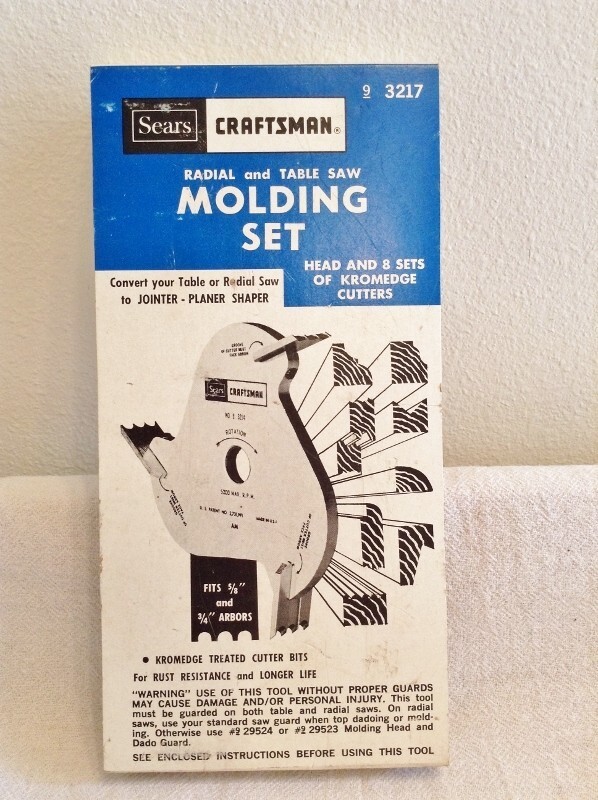 9 3217
Sears CRAFTSMAN®
RADIAL and TABLE SAW
MOLDING
SET
HEAD AND 8 SETS
OF KROMEDGE
CUTTERS
Convert your Table or Radial Saw
to JOINTER - PLANER SHAPER
Sears CRAFTSMAN
ROTATION
5000 MAX. R.P.M.
MADE IN U.S.A.
FITS 5/8"
and
3/4" ARBORS
• KROMEDGE TREATED CUTTER BITS
For RUST RESISTANCE and LONGER LIFE
"WARNING" USE OF THIS TOOL WITHOUT PROPER GUARDS
MAY CAUSE DAMAGE AND/OR PERSONAL INJURY. This tool
must be guarded on both table and radial saws. On radial
saws, use your standard saw guard when top dadoing or mold-
ing. Otherwise use #9 29524 or #9 29523 Molding Head and
Dado Guard.
SEE ENCLOSED INSTRUCTIONS BEFORE USING THIS TOOL